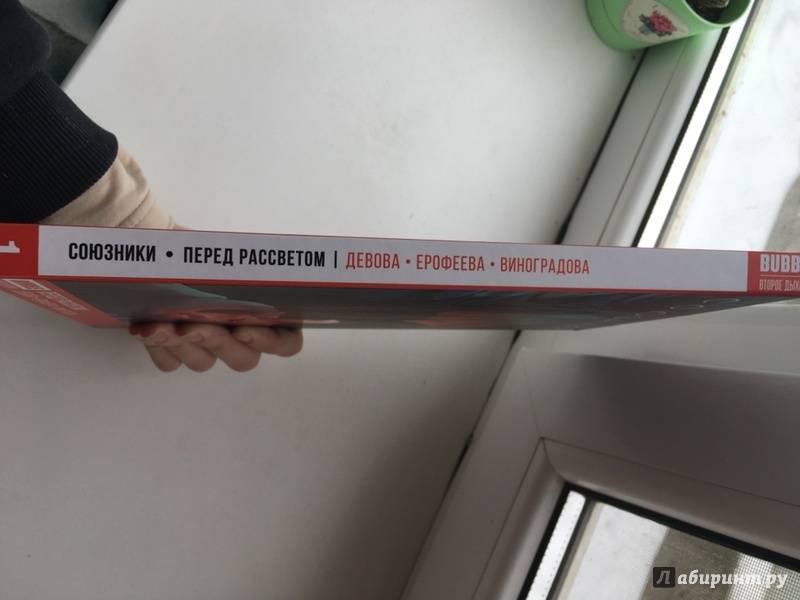 1
СОЮЗНИКИ • ПЕРЕД РАССВЕТОМ | ДЕВОВА • ЕРОФЕЕВА • ВИНОГРАДОВА
BUBB
ВТОРОЕ ДЫХ
Лабиринт.ру